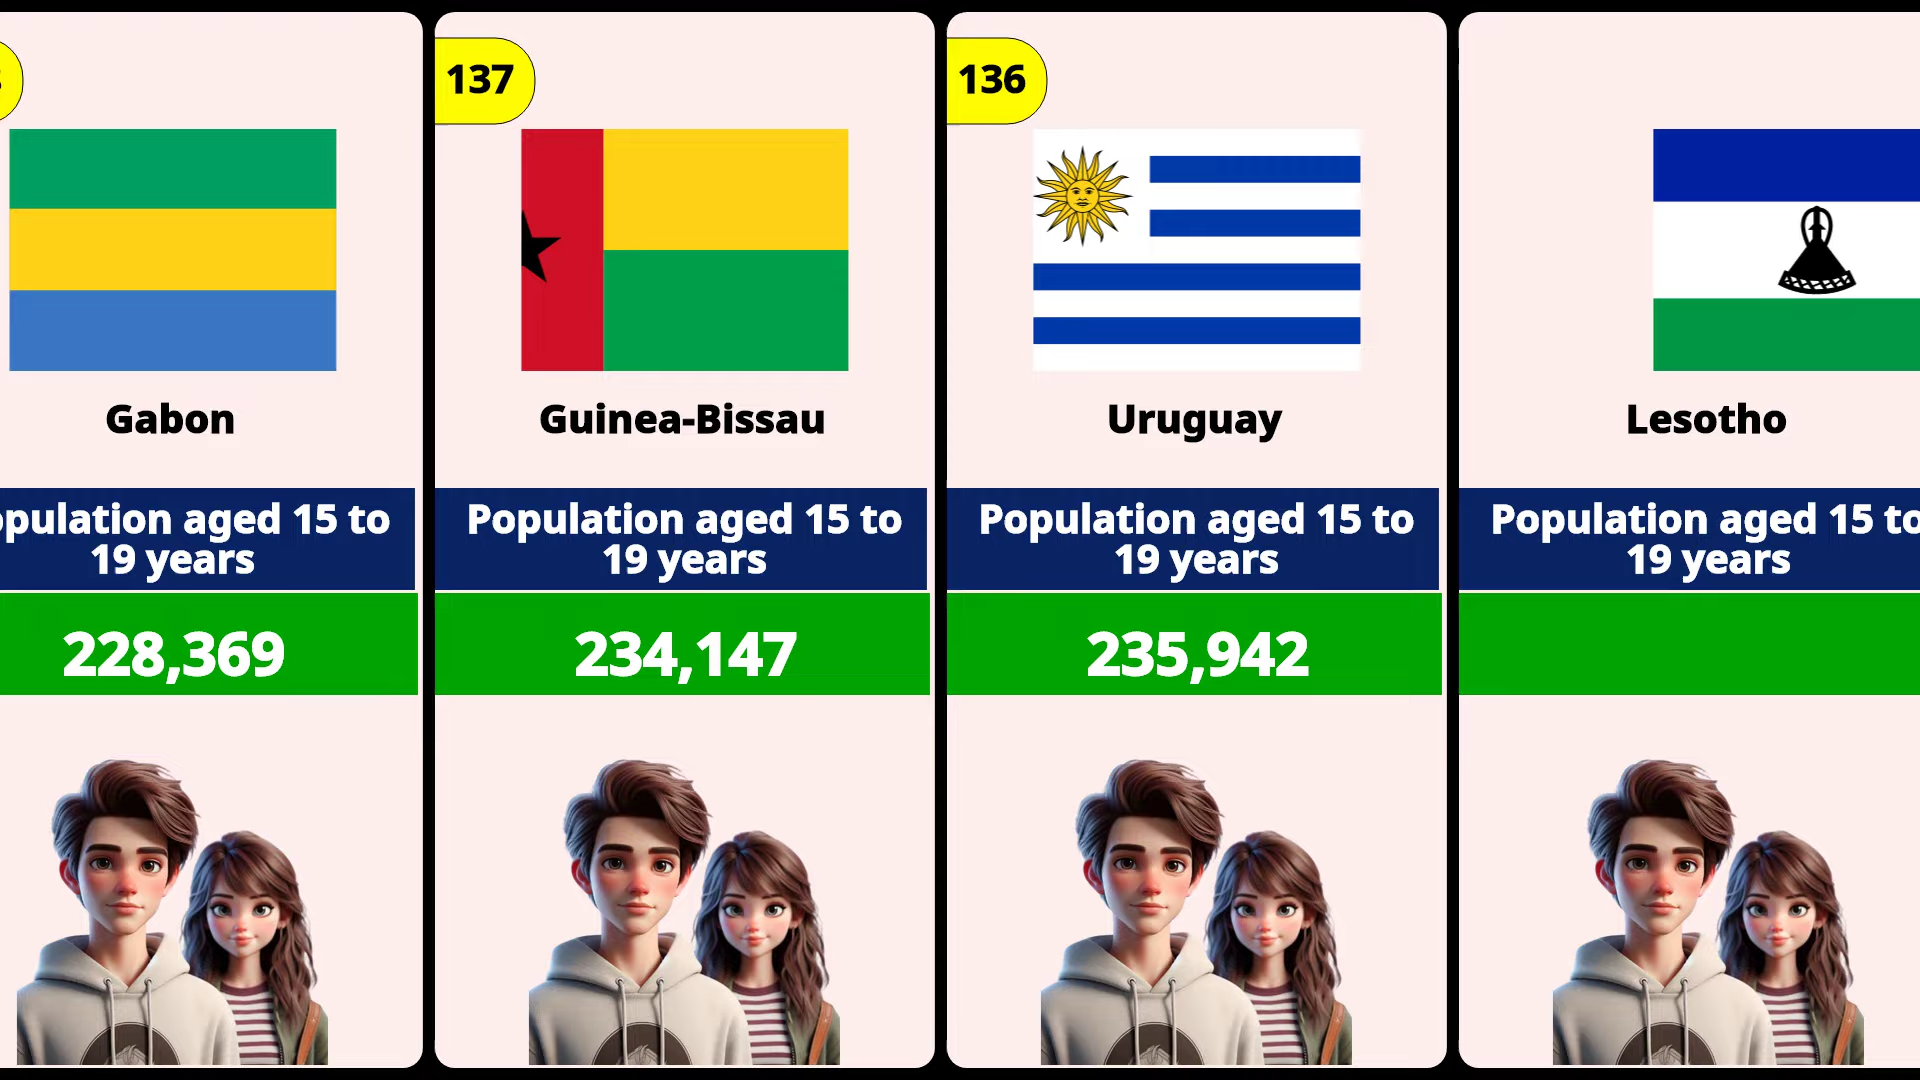 137
136
Gabon
Guinea-Bissau
Uruguay
Lesotho
opulation aged 15 to
19 years
Population aged 15 to
19 years
Population aged 15 to
19 years
Population aged 15 to
19 years
228,369
234,147
235,942